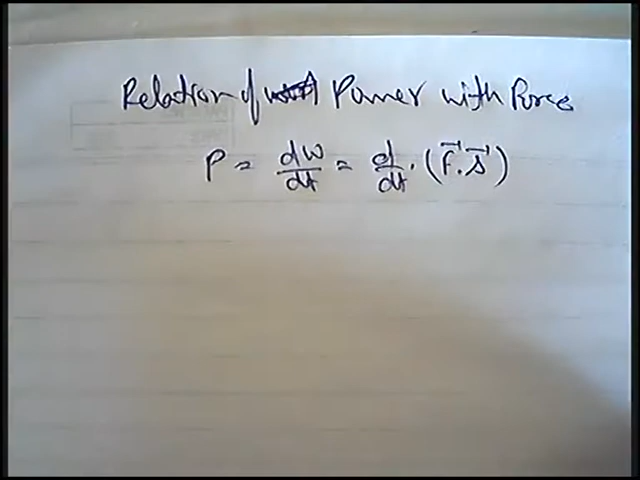 Relation of Power with Force
P = dW/dt = d/dt · (F⃗.S⃗)